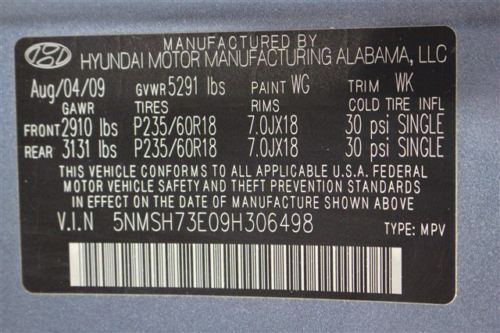 MANUFACTURED BY
HYUNDAI MOTOR MANUFACTURING ALABAMA, LLC
Aug/04/09 GVWR 5291 lbs PAINT WG TRIM WK
GAWR TIRES RIMS COLD TIRE INFL
FRONT 2910 lbs P235/60R18 7.0JX18 30 psi SINGLE
REAR 3131 lbs P235/60R18 7.0JX18 30 psi SINGLE
THIS VEHICLE CONFORMS TO ALL APPLICABLE U.S.A FEDERAL
MOTOR VEHICLE SAFETY AND THEFT PREVENTION STANDARDS
IN EFFECT ON THE DATE OF MANUFACTURE SHOWN ABOVE
V.I.N 5NMSH73E09H306498
TYPE: MPV